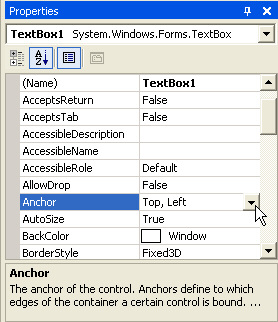 Properties
TextBox1 System.Windows.Forms.TextBox
(Name) TextBox1
AcceptsReturn False
AcceptsTab False
AccessibleDescription
AccessibleName
AccessibleRole Default
AllowDrop False
Anchor Top, Left
AutoSize True
BackColor Window
BorderStyle Fixed3D
Anchor
The anchor of the control. Anchors define to which
edges of the container a certain control is bound. ...